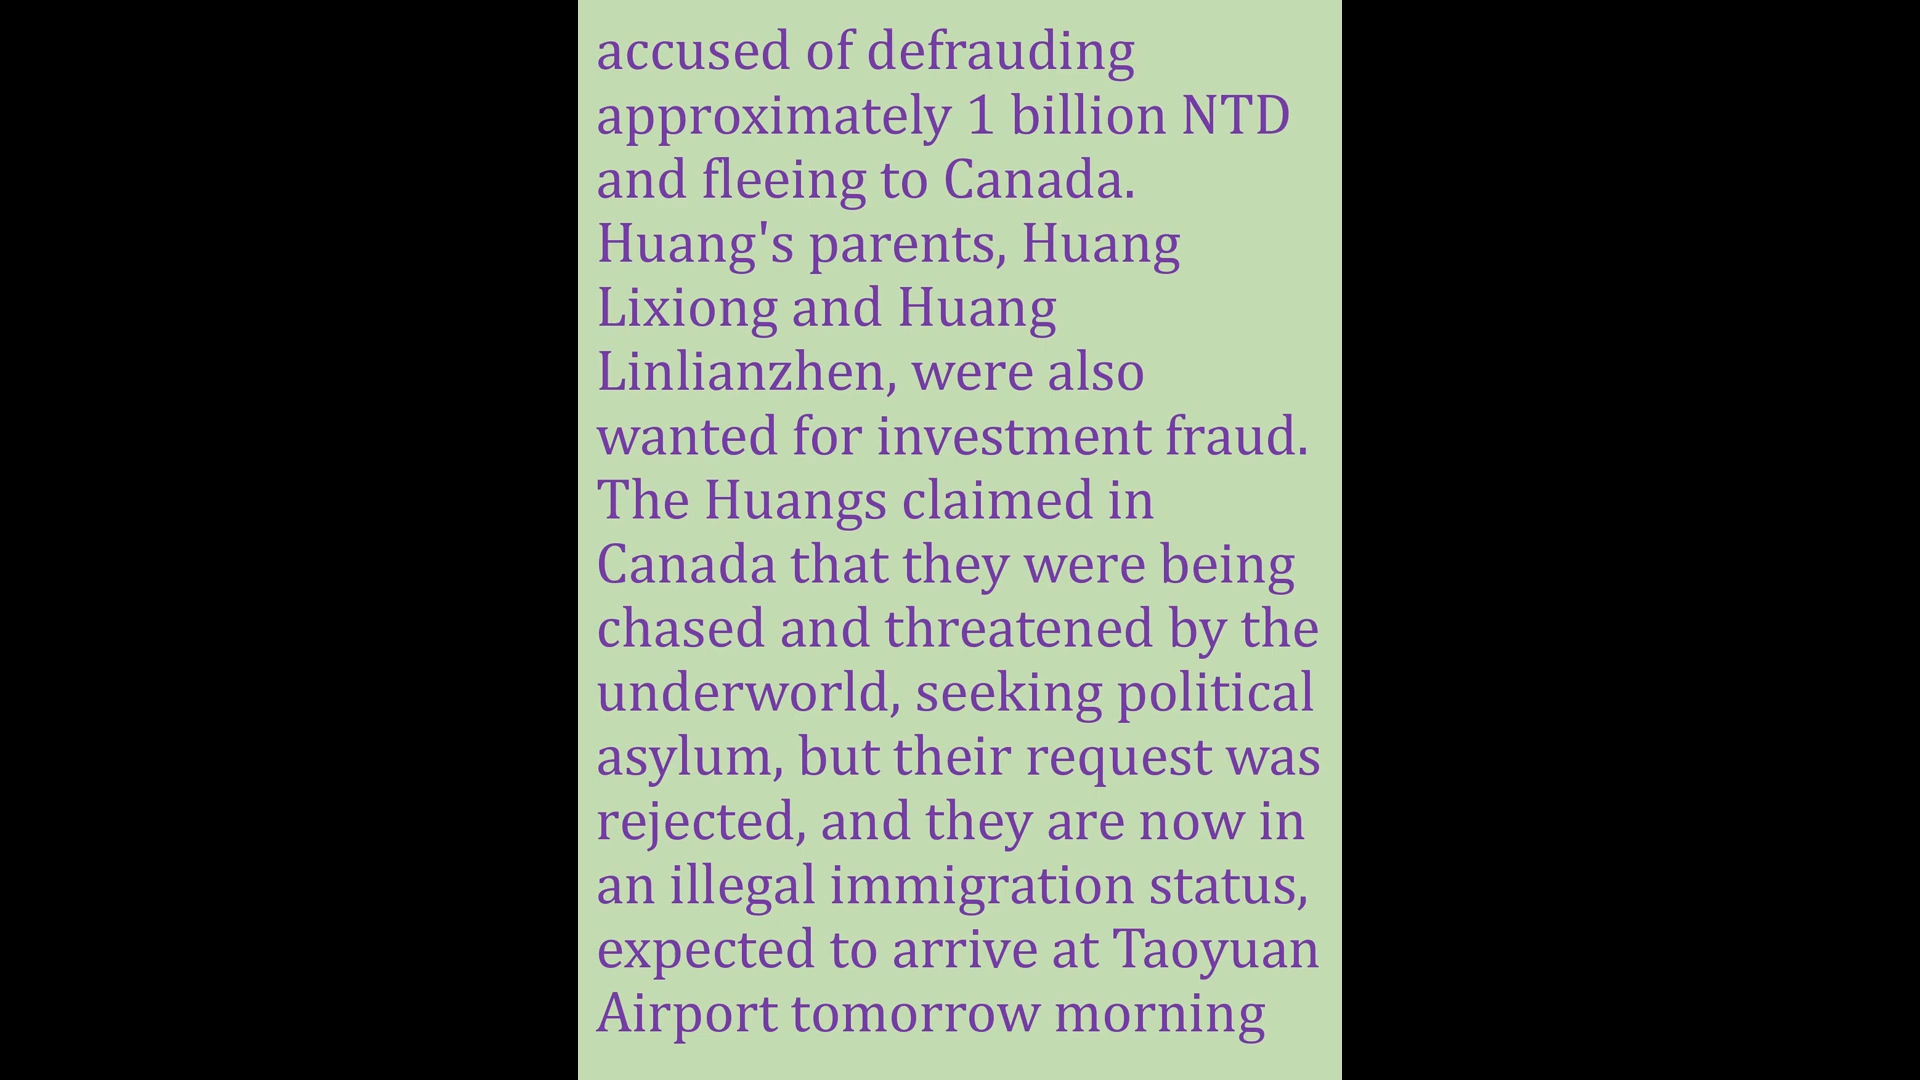 accused of defrauding
approximately 1 billion NTD
and fleeing to Canada.
Huang's parents, Huang
Lixiong and Huang
Linlianzhen, were also
wanted for investment fraud.
The Huangs claimed in
Canada that they were being
chased and threatened by the
underworld, seeking political
asylum, but their request was
rejected, and they are now in
an illegal immigration status,
expected to arrive at Taoyuan
Airport tomorrow morning